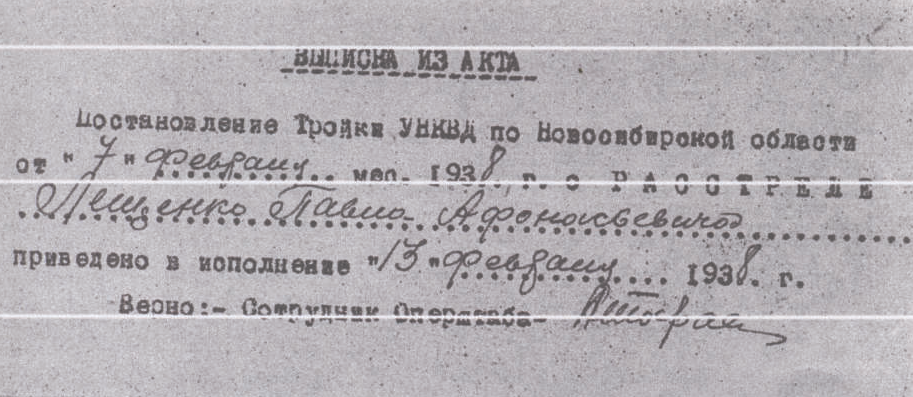 ВЫПИСКА ИЗ АКТА
Постановление Тройки УНКВД по Новосибирской области
от "7" февраля мес. 1938 г. о РАССТРЕЛЕ
Лещенко Павла Афонасьевича
приведено в исполнение "13" февраля 1938. г.
Верно:- Сотрудник Оперштаба-